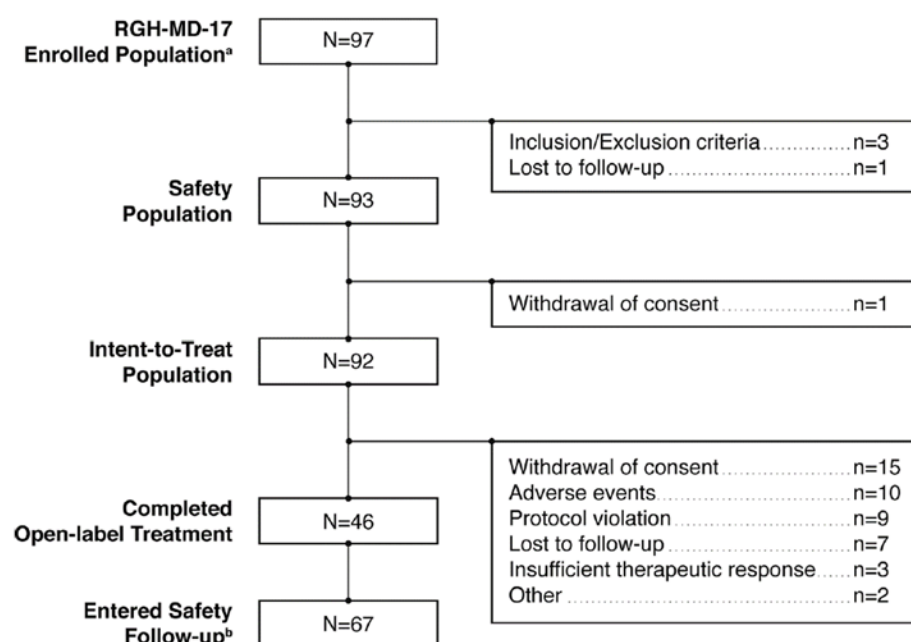 RGH-MD-17
Enrolled Populationᵃ
N=97
Inclusion/Exclusion criteria...............n=3
Lost to follow-up...............n=1
Safety
Population
N=93
Withdrawal of consent...............n=1
Intent-to-Treat
Population
N=92
Withdrawal of consent...............n=15
Adverse events...............n=10
Protocol violation...............n=9
Lost to follow-up...............n=7
Insufficient therapeutic response......n=3
Other...............n=2
Completed
Open-label Treatment
N=46
Entered Safety
Follow-upᵇ
N=67